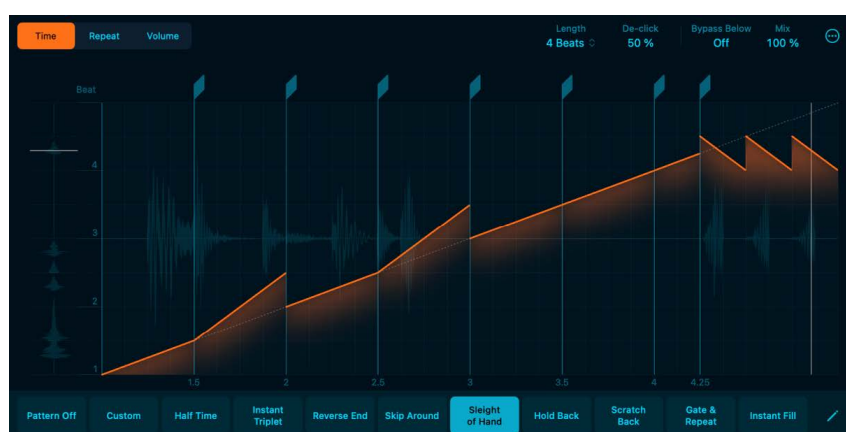 Time Repeat Volume Length De-click Bypass Below Mix
4 Beats 50 % Off 100 %
Beat
4
3
2
1
1.5 2 2.5 3 3.5 4 4.25
Pattern Off Custom Half Time Instant Triplet Reverse End Skip Around Sleight of Hand Hold Back Scratch Back Gate & Repeat Instant Fill